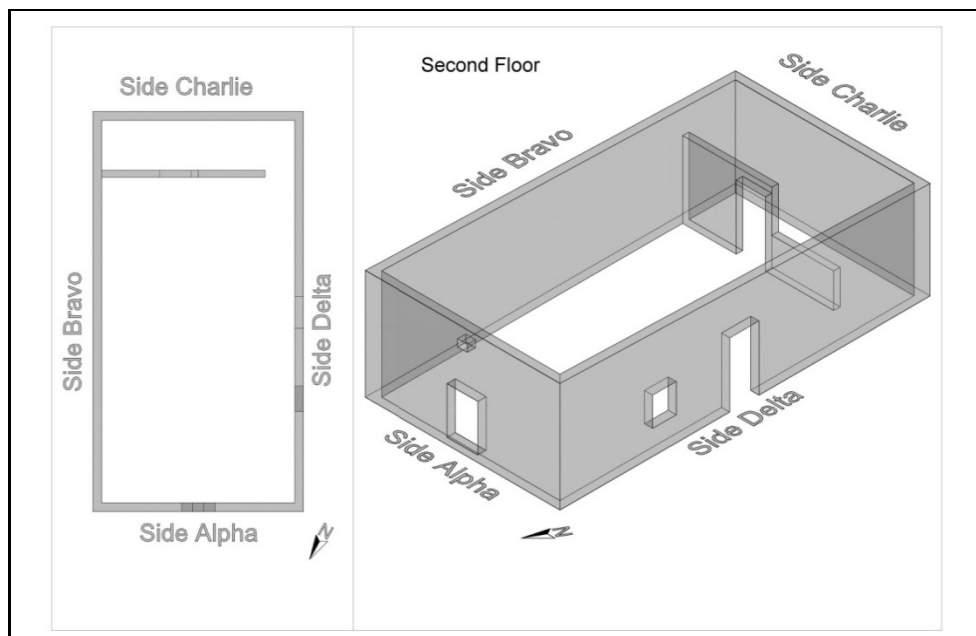 Side Charlie
Side Bravo
Side Delta
Side Alpha
N
Second Floor
Side Bravo
Side Charlie
Side Alpha
Side Delta
N